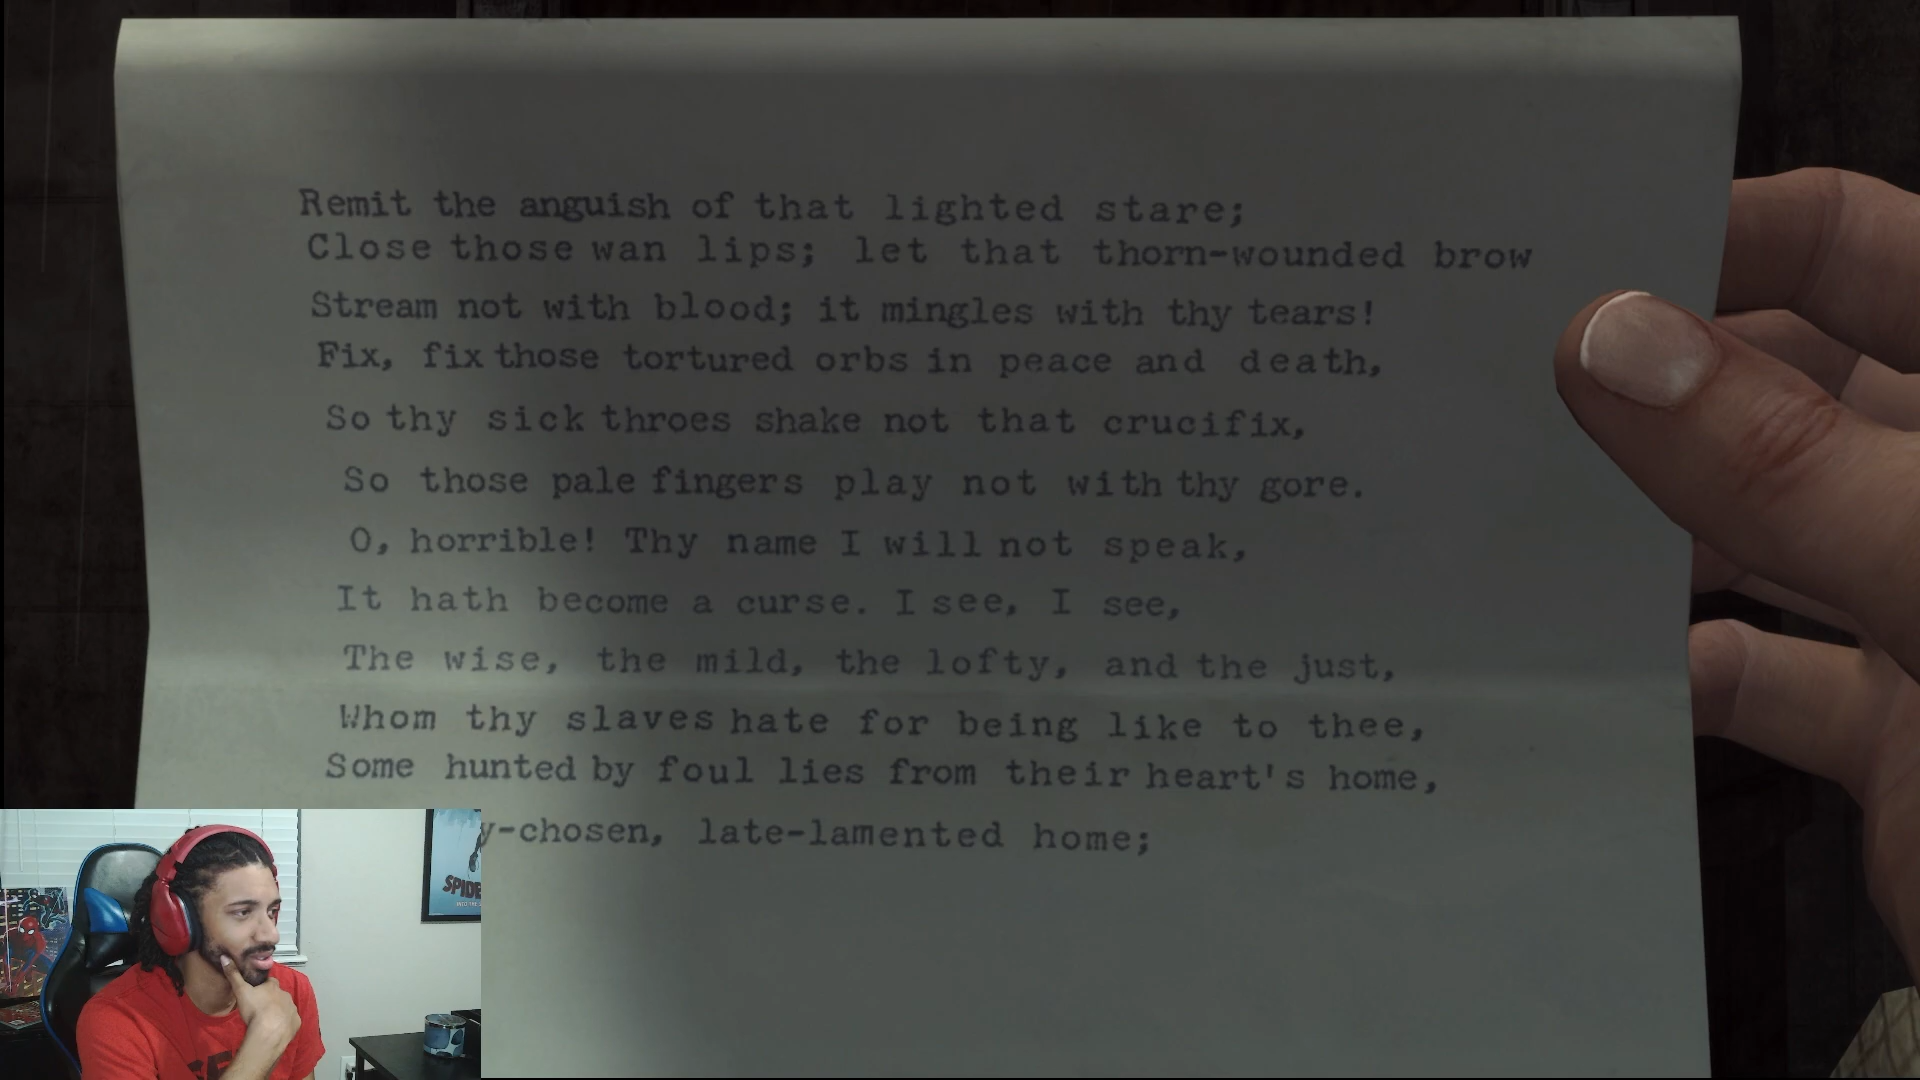 Remit the anguish of that lighted stare;
Close those wan lips; let that thorn-wounded brow
Stream not with blood; it mingles with thy tears!
Fix, fix those tortured orbs in peace and death,
So thy sick throes shake not that crucifix,
So those pale fingers play not with thy gore.
O, horrible! Thy name I will not speak,
It hath become a curse. I see, I see,
The wise, the mild, the lofty, and the just,
Whom thy slaves hate for being like to thee,
Some hunted by foul lies from their heart's home,
y-chosen, late-lamented home;
SPIDE